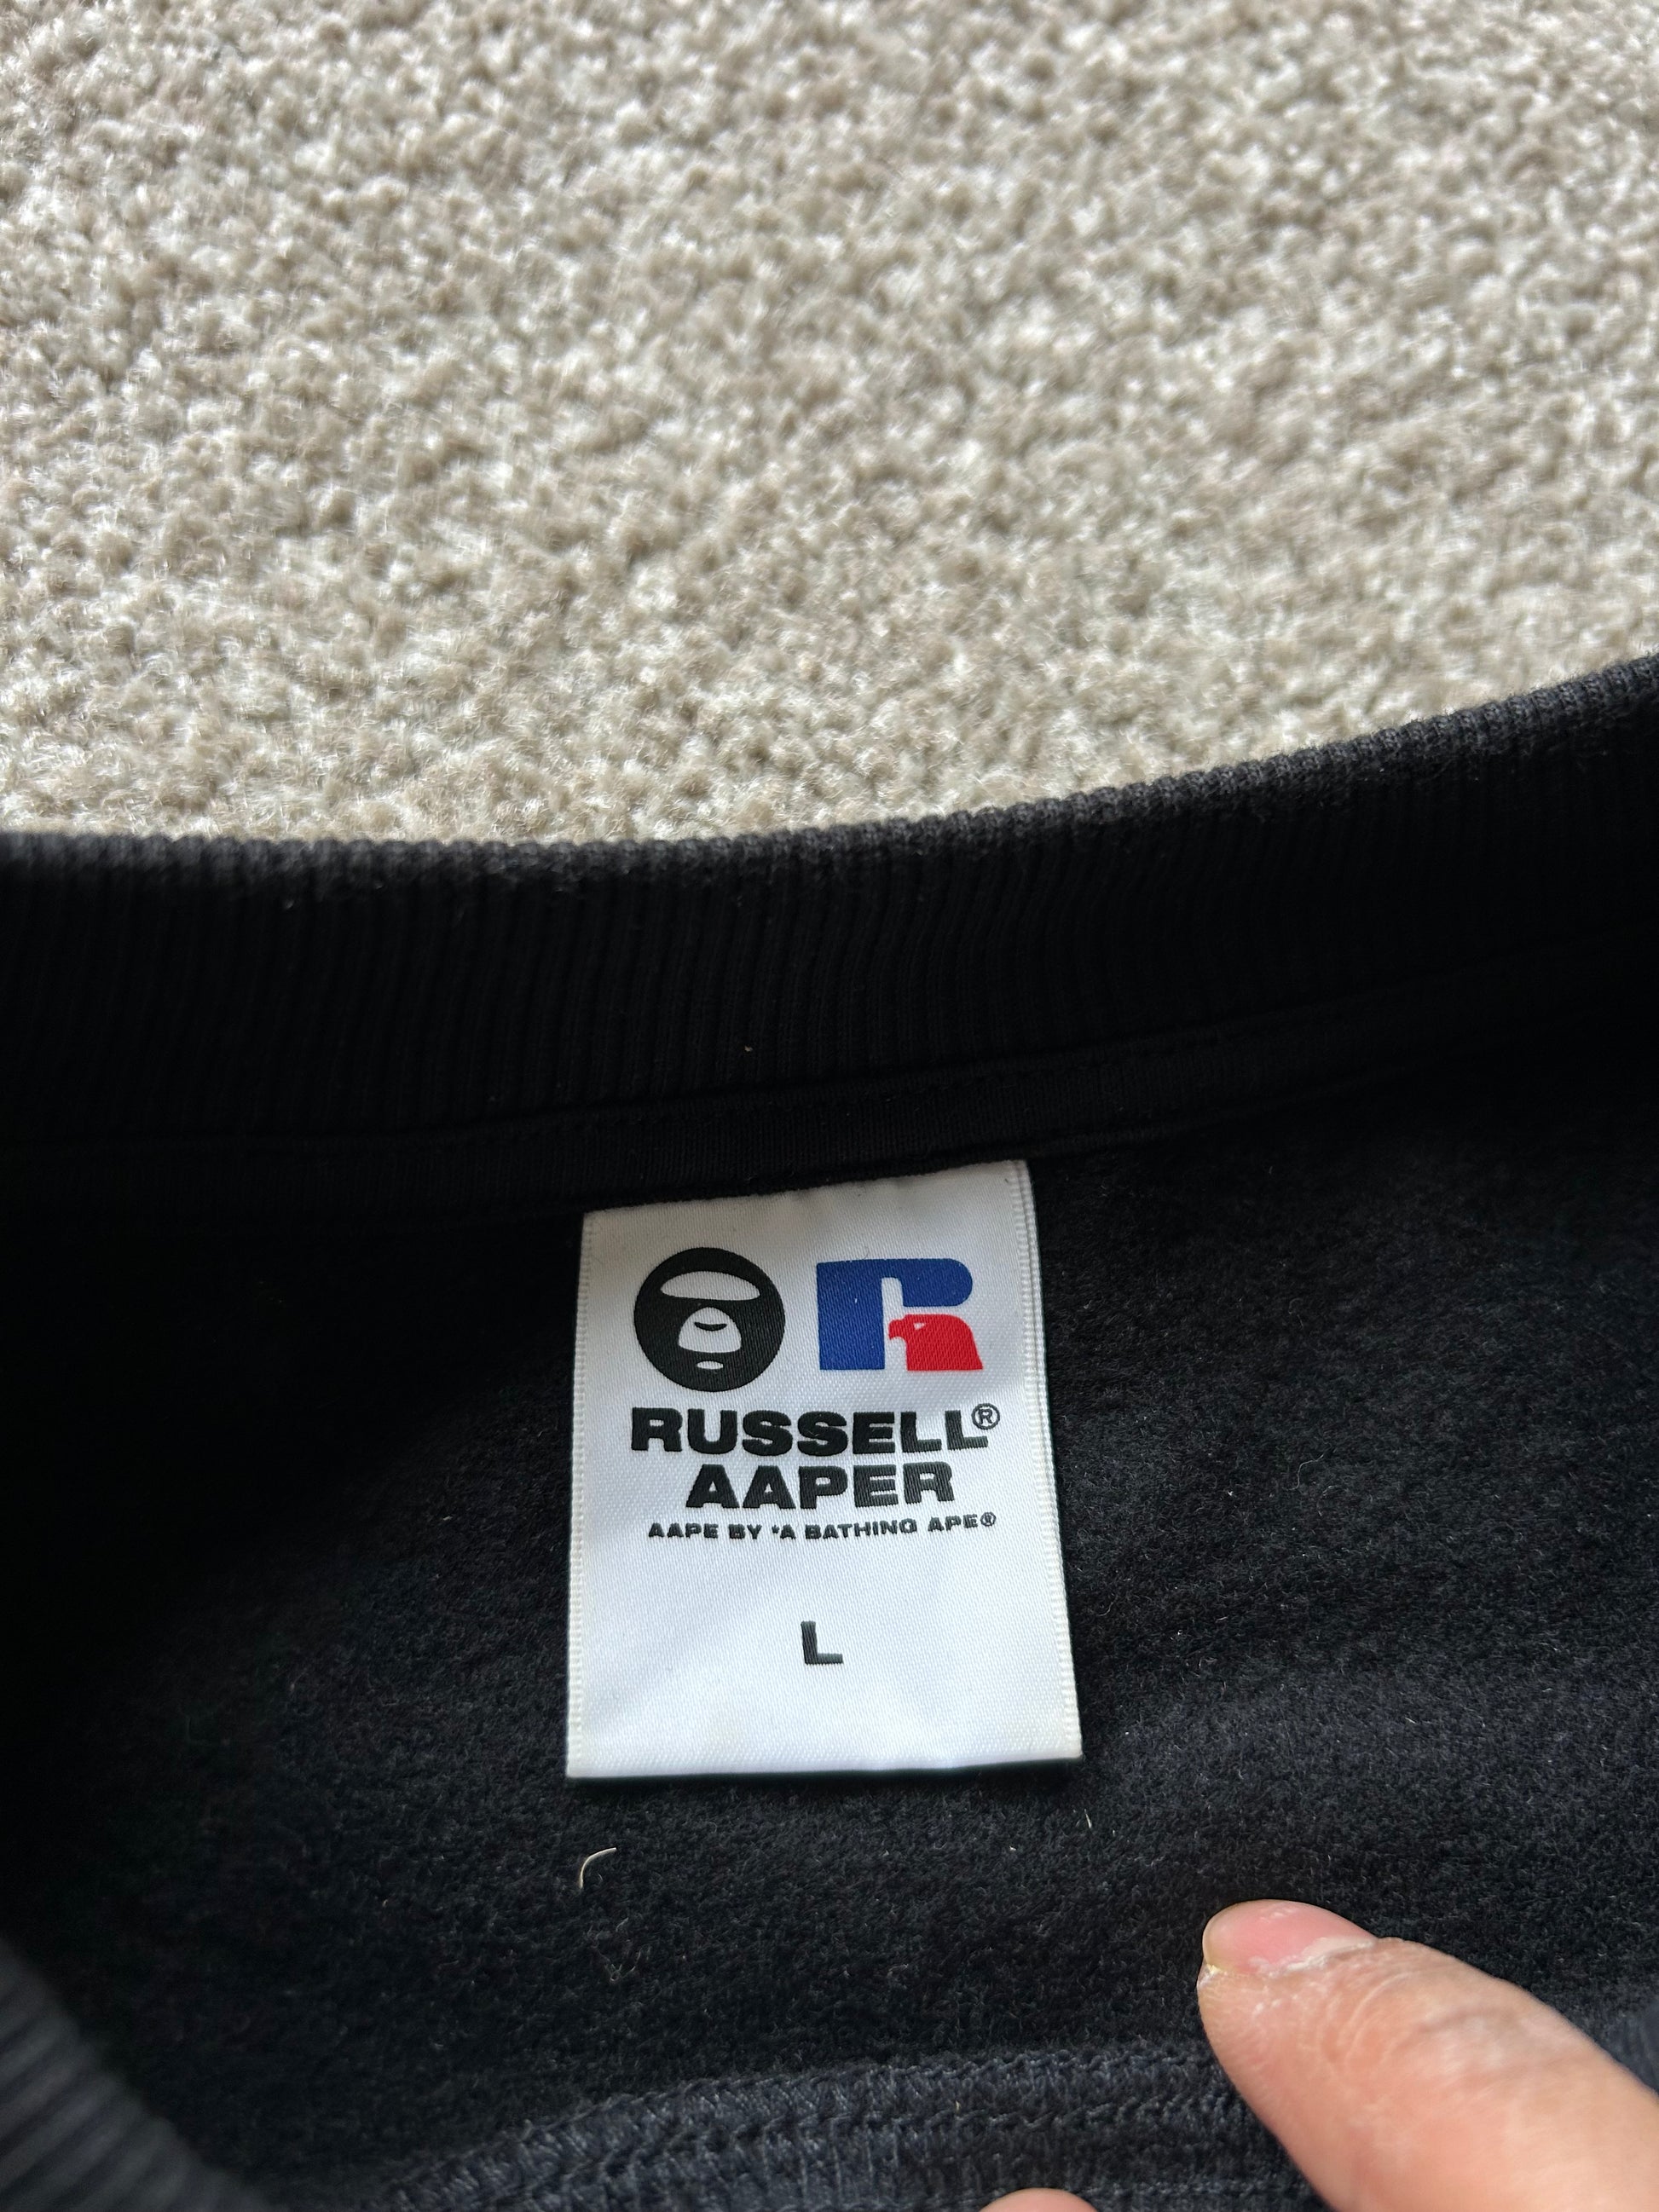 RUSSELL®
AAPER
AAPE BY *A BATHING APE®
L